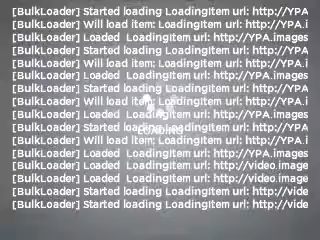 [BulkLoader] Started loading LoadingItem url: http://YPA
[BulkLoader] Will load item: LoadingItem url: http://YPA.i
[BulkLoader] Loaded  LoadingItem url: http://YPA.images
[BulkLoader] Started loading LoadingItem url: http://YPA
[BulkLoader] Will load item: LoadingItem url: http://YPA.i
[BulkLoader] Loaded  LoadingItem url: http://YPA.images
[BulkLoader] Started loading LoadingItem url: http://YPA
[BulkLoader] Will load item: LoadingItem url: http://YPA.i
[BulkLoader] Loaded  LoadingItem url: http://YPA.images
[BulkLoader] Started loading LoadingItem url: http://YPA
LOADING
[BulkLoader] Will load item: LoadingItem url: http://YPA.i
[BulkLoader] Loaded  LoadingItem url: http://YPA.images
[BulkLoader] Loaded  LoadingItem url: http://video.image
[BulkLoader] Loaded  LoadingItem url: http://video.image
[BulkLoader] Started loading LoadingItem url: http://vide
[BulkLoader] Started loading LoadingItem url: http://vide